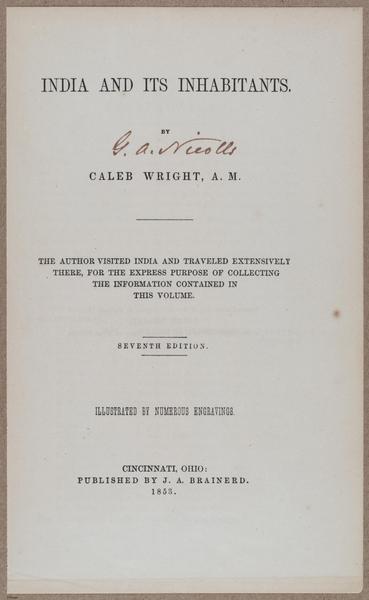 INDIA AND ITS INHABITANTS.
BY
G. A. Nicolls
CALEB WRIGHT, A. M.
THE AUTHOR VISITED INDIA AND TRAVELED EXTENSIVELY
THERE, FOR THE EXPRESS PURPOSE OF COLLECTING
THE INFORMATION CONTAINED IN
THIS VOLUME.
SEVENTH EDITION.
ILLUSTRATED BY NUMEROUS ENGRAVINGS.
CINCINNATI, OHIO:
PUBLISHED BY J. A. BRAINERD.
1853.